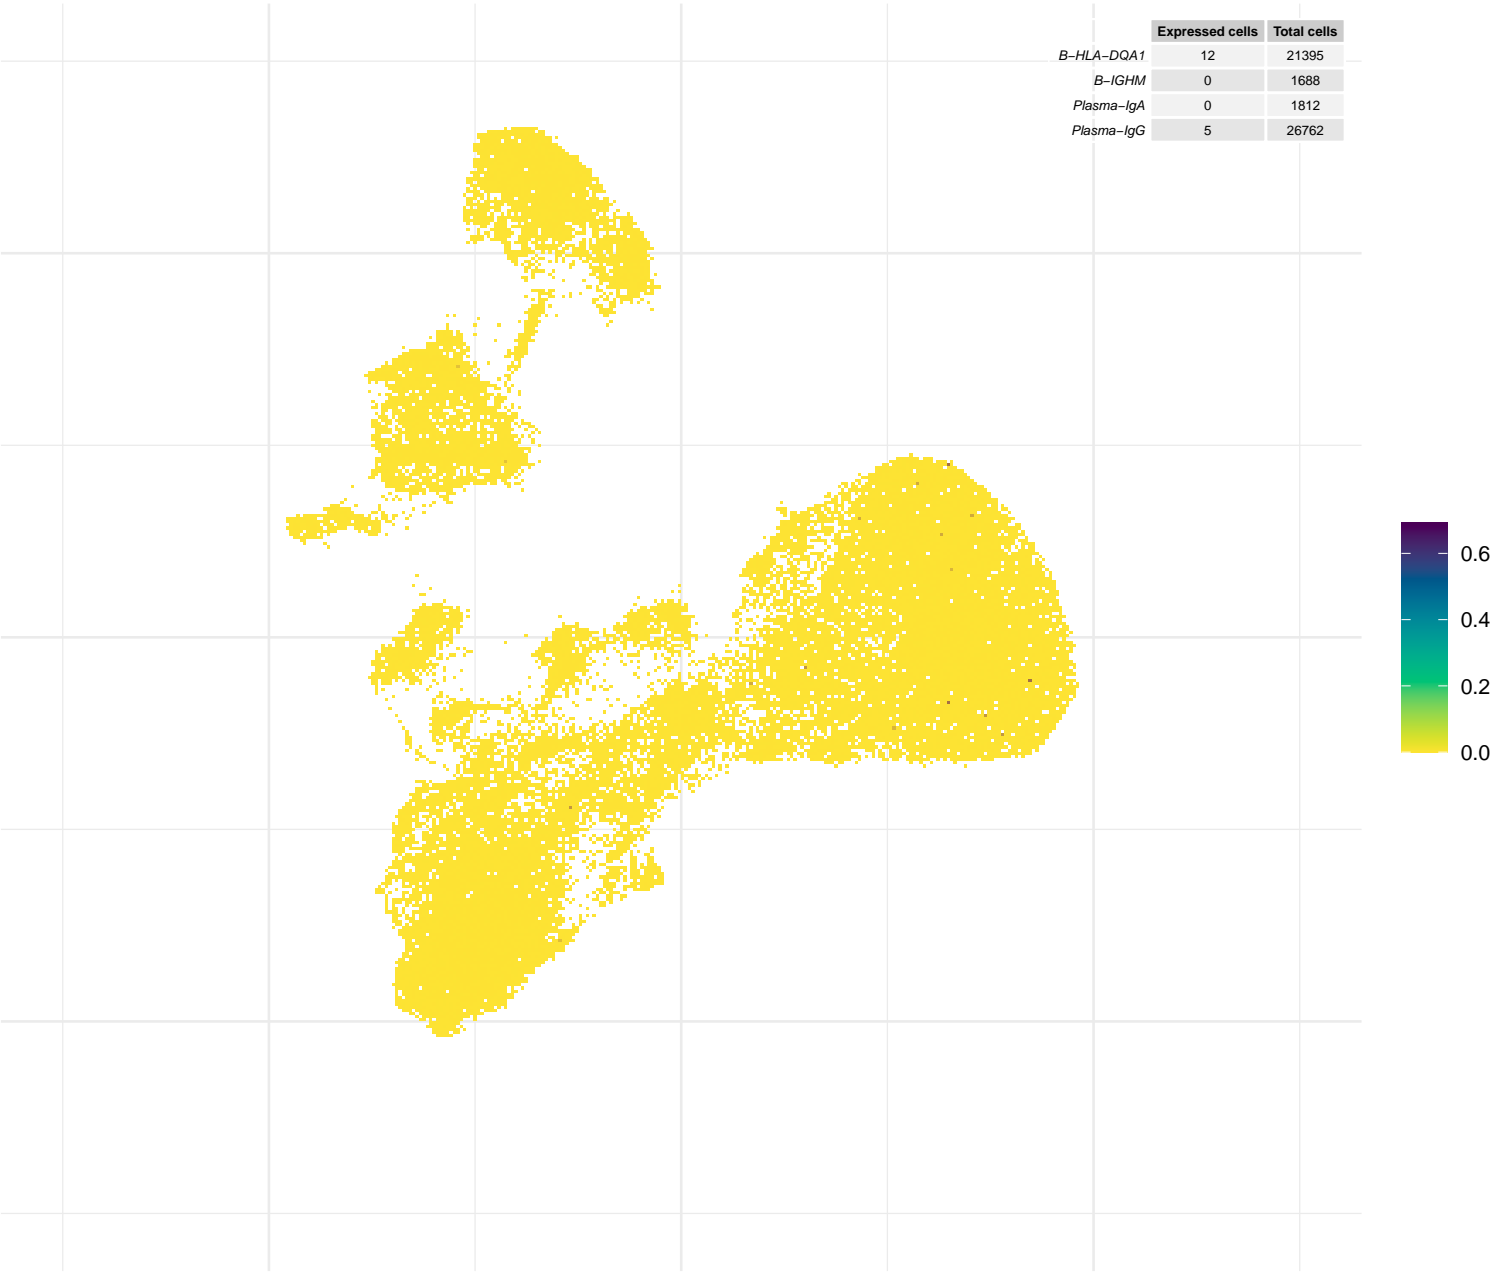 Expressed cells Total cells
B−HLA−DQA1 12 21395
B−IGHM 0 1688
Plasma−IgA 0 1812
Plasma−IgG 5 26762
0.6
0.4
0.2
0.0